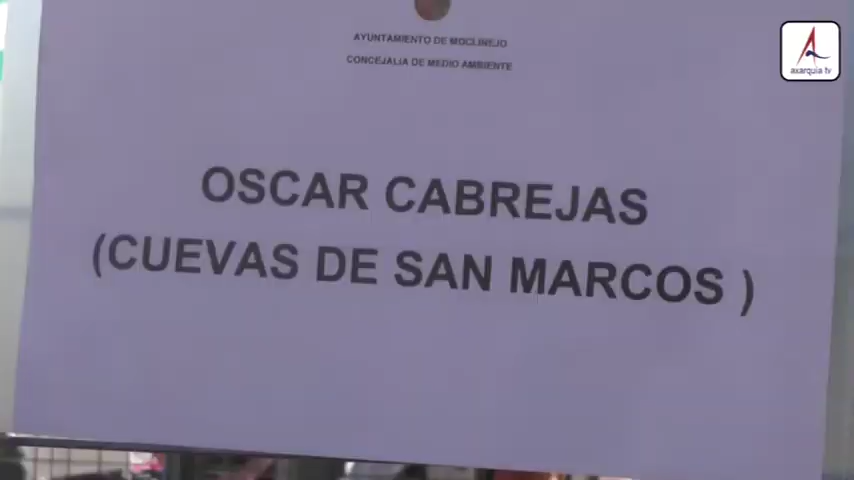 AYUNTAMIENTO DE MOCLINEJO
CONCEJALIA DE MEDIO AMBIENTE
OSCAR CABREJAS
(CUEVAS DE SAN MARCOS )
axarquia tv